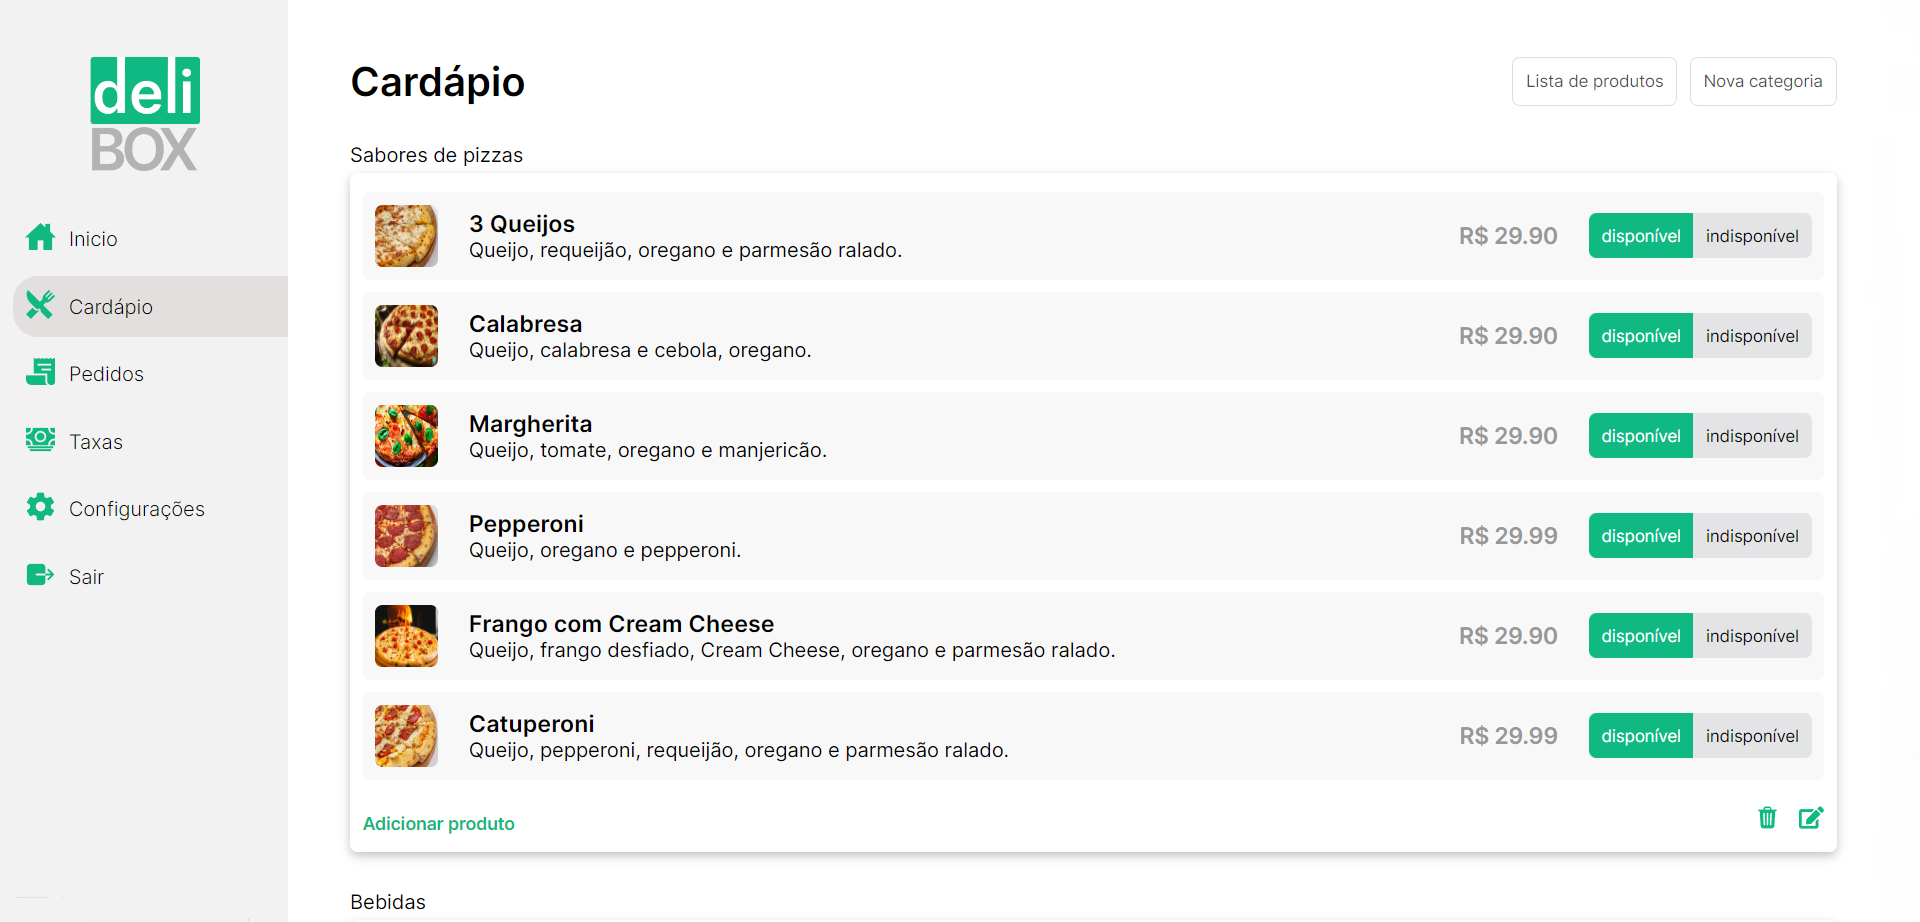 deli
BOX
Inicio
Cardápio
Pedidos
Taxas
Configurações
Sair
Cardápio
Lista de produtos
Nova categoria
Sabores de pizzas
3 Queijos
Queijo, requeijão, oregano e parmesão ralado.
R$ 29.90
disponível
indisponível
Calabresa
Queijo, calabresa e cebola, oregano.
R$ 29.90
disponível
indisponível
Margherita
Queijo, tomate, oregano e manjericão.
R$ 29.90
disponível
indisponível
Pepperoni
Queijo, oregano e pepperoni.
R$ 29.99
disponível
indisponível
Frango com Cream Cheese
Queijo, frango desfiado, Cream Cheese, oregano e parmesão ralado.
R$ 29.90
disponível
indisponível
Catuperoni
Queijo, pepperoni, requeijão, oregano e parmesão ralado.
R$ 29.99
disponível
indisponível
Adicionar produto
Bebidas